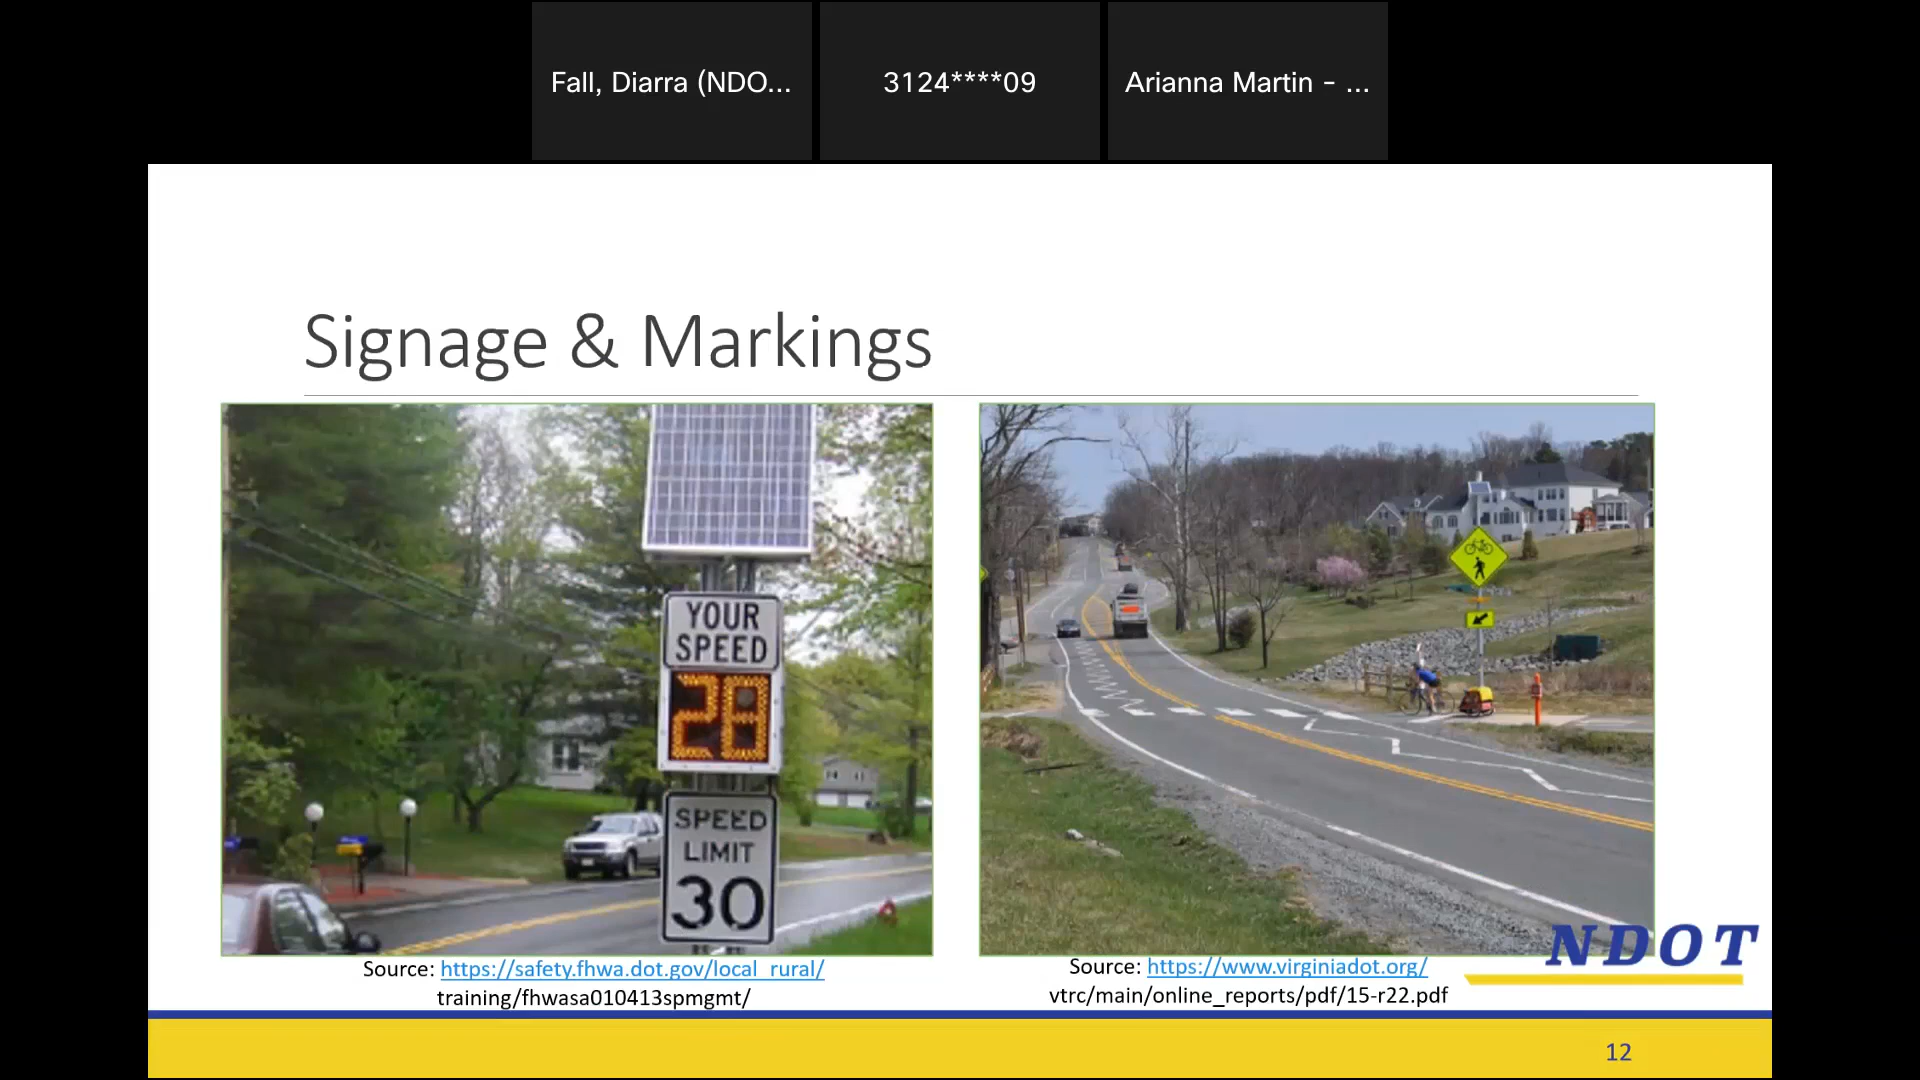 Fall, Diarra (NDO...
3124****09
Arianna Martin - ...
Signage & Markings
YOUR
SPEED
28
SPEED
LIMIT
30
Source: https://safety.fhwa.dot.gov/local_rural/
training/fhwasa010413spmgmt/
Source: https://www.virginiadot.org/
vtrc/main/online_reports/pdf/15-r22.pdf
NDOT
12